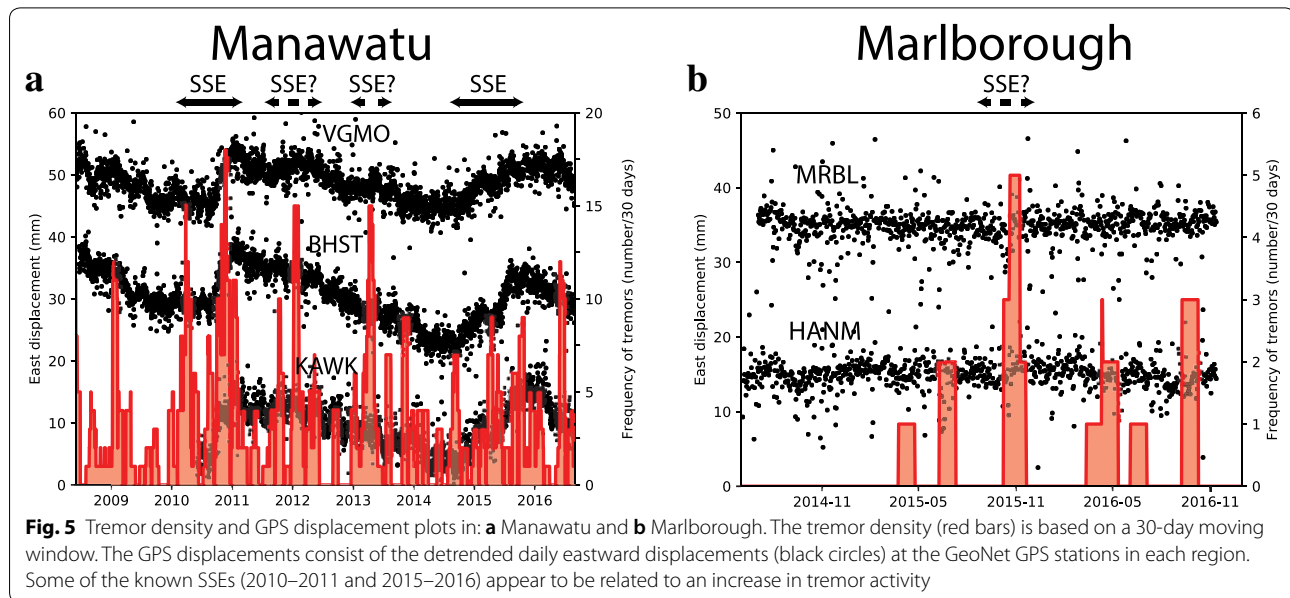 Manawatu
Marlborough
a
SSE
SSE?
SSE?
SSE
b
SSE?
60
50
40
30
20
10
0
East displacement (mm)
VGMO
BHST
KAWK
20
15
10
5
0
Frequency of tremors (number/30 days)
2009
2010
2011
2012
2013
2014
2015
2016
50
40
30
20
10
0
East displacement (mm)
MRBL
HANM
6
5
4
3
2
1
0
Frequency of tremors (number/30 days)
2014-11
2015-05
2015-11
2016-05
2016-11
Fig. 5 Tremor density and GPS displacement plots in: a Manawatu and b Marlborough. The tremor density (red bars) is based on a 30-day moving
window. The GPS displacements consist of the detrended daily eastward displacements (black circles) at the GeoNet GPS stations in each region.
Some of the known SSEs (2010–2011 and 2015–2016) appear to be related to an increase in tremor activity